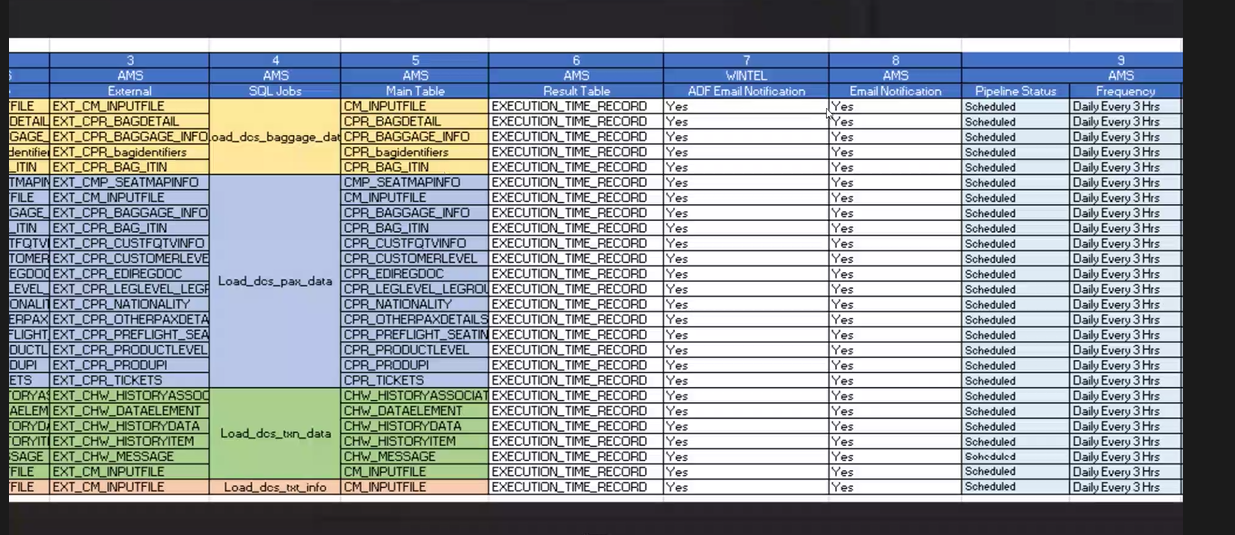 3 4 5 6 7 8 9
AMS AMS AMS AMS WINTEL AMS AMS
External SQL Jobs Main Table Result Table ADF Email Notification Email Notification Pipeline Status Frequency
FILE EXT_CM_INPUTFILE CM_INPUTFILE EXECUTION_TIME_RECORD Yes Yes Scheduled Daily Every 3 Hrs
DETAIL EXT_CPR_BAGDETAIL CPR_BAGDETAIL EXECUTION_TIME_RECORD Yes Yes Scheduled Daily Every 3 Hrs
GAGE_ EXT_CPR_BAGGAGE_INFO oad_dcs_baggage_dat CPR_BAGGAGE_INFO EXECUTION_TIME_RECORD Yes Yes Scheduled Daily Every 3 Hrs
dentifie EXT_CPR_bagidentifiers CPR_bagidentifiers EXECUTION_TIME_RECORD Yes Yes Scheduled Daily Every 3 Hrs
_ITIN EXT_CPR_BAG_ITIN CPR_BAG_ITIN EXECUTION_TIME_RECORD Yes Yes Scheduled Daily Every 3 Hrs
TMAPIN EXT_CMP_SEATMAPINFO CMP_SEATMAPINFO EXECUTION_TIME_RECORD Yes Yes Scheduled Daily Every 3 Hrs
FILE EXT_CM_INPUTFILE CM_INPUTFILE EXECUTION_TIME_RECORD Yes Yes Scheduled Daily Every 3 Hrs
GAGE_ EXT_CPR_BAGGAGE_INFO CPR_BAGGAGE_INFO EXECUTION_TIME_RECORD Yes Yes Scheduled Daily Every 3 Hrs
_ITIN EXT_CPR_BAG_ITIN CPR_BAG_ITIN EXECUTION_TIME_RECORD Yes Yes Scheduled Daily Every 3 Hrs
TFQTVI EXT_CPR_CUSTFQTVINFO CPR_CUSTFQTVINFO EXECUTION_TIME_RECORD Yes Yes Scheduled Daily Every 3 Hrs
TOMER EXT_CPR_CUSTOMERLEVE CPR_CUSTOMERLEVEL EXECUTION_TIME_RECORD Yes Yes Scheduled Daily Every 3 Hrs
EGDOC EXT_CPR_EDIREGDOC CPR_EDIREGDOC EXECUTION_TIME_RECORD Yes Yes Scheduled Daily Every 3 Hrs
LEVEL_ EXT_CPR_LEGLEVEL_LEGR Load_dcs_pax_data CPR_LEGLEVEL_LEGROU EXECUTION_TIME_RECORD Yes Yes Scheduled Daily Every 3 Hrs
ONALIT EXT_CPR_NATIONALITY CPR_NATIONALITY EXECUTION_TIME_RECORD Yes Yes Scheduled Daily Every 3 Hrs
ERPAX EXT_CPR_OTHERPAXDETA CPR_OTHERPAXDETAILS EXECUTION_TIME_RECORD Yes Yes Scheduled Daily Every 3 Hrs
FLIGHT EXT_CPR_PREFLIGHT_SEA CPR_PREFLIGHT_SEATIN EXECUTION_TIME_RECORD Yes Yes Scheduled Daily Every 3 Hrs
DUCTL EXT_CPR_PRODUCTLEVEL CPR_PRODUCTLEVEL EXECUTION_TIME_RECORD Yes Yes Scheduled Daily Every 3 Hrs
DUPI EXT_CPR_PRODUPI CPR_PRODUPI EXECUTION_TIME_RECORD Yes Yes Scheduled Daily Every 3 Hrs
ETS EXT_CPR_TICKETS CPR_TICKETS EXECUTION_TIME_RECORD Yes Yes Scheduled Daily Every 3 Hrs
TORYAS EXT_CHW_HISTORYASSOC CHW_HISTORYASSOCIAT EXECUTION_TIME_RECORD Yes Yes Scheduled Daily Every 3 Hrs
AELEM EXT_CHW_DATAELEMENT CHW_DATAELEMENT EXECUTION_TIME_RECORD Yes Yes Scheduled Daily Every 3 Hrs
TORYDA EXT_CHW_HISTORYDATA Load_dcs_txn_data CHW_HISTORYDATA EXECUTION_TIME_RECORD Yes Yes Scheduled Daily Every 3 Hrs
TORYITE EXT_CHW_HISTORYITEM CHW_HISTORYITEM EXECUTION_TIME_RECORD Yes Yes Scheduled Daily Every 3 Hrs
SAGE EXT_CHW_MESSAGE CHW_MESSAGE EXECUTION_TIME_RECORD Yes Yes Scheduled Daily Every 3 Hrs
FILE EXT_CM_INPUTFILE CM_INPUTFILE EXECUTION_TIME_RECORD Yes Yes Scheduled Daily Every 3 Hrs
FILE EXT_CM_INPUTFILE Load_dcs_txt_info CM_INPUTFILE EXECUTION_TIME_RECORD Yes Yes Scheduled Daily Every 3 Hrs